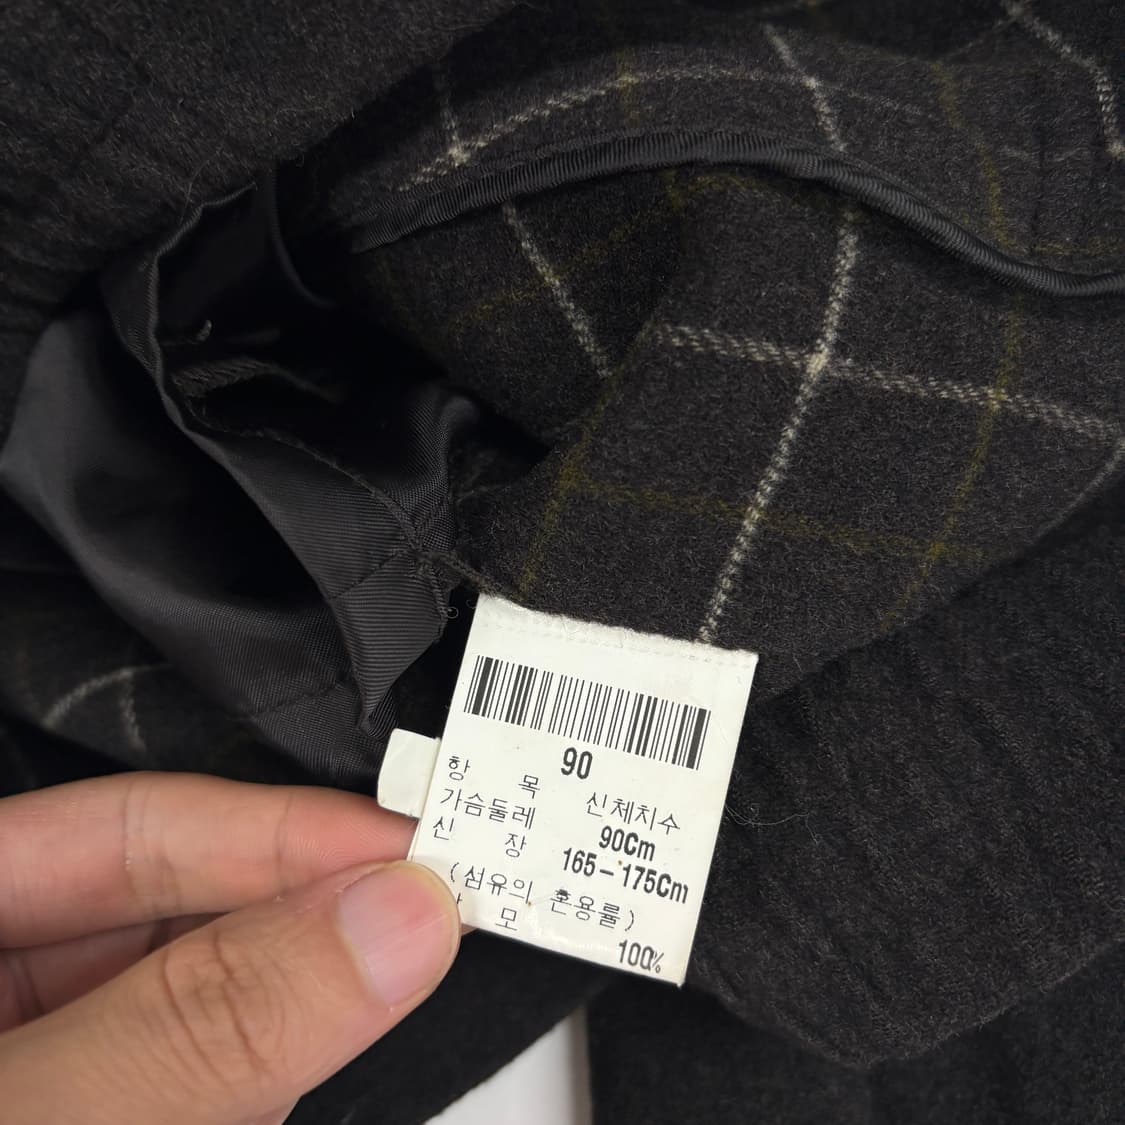 90
항 목 신체치수
가슴둘레 90Cm
신 장 165-175Cm
(섬유의 혼용률)
모 100%